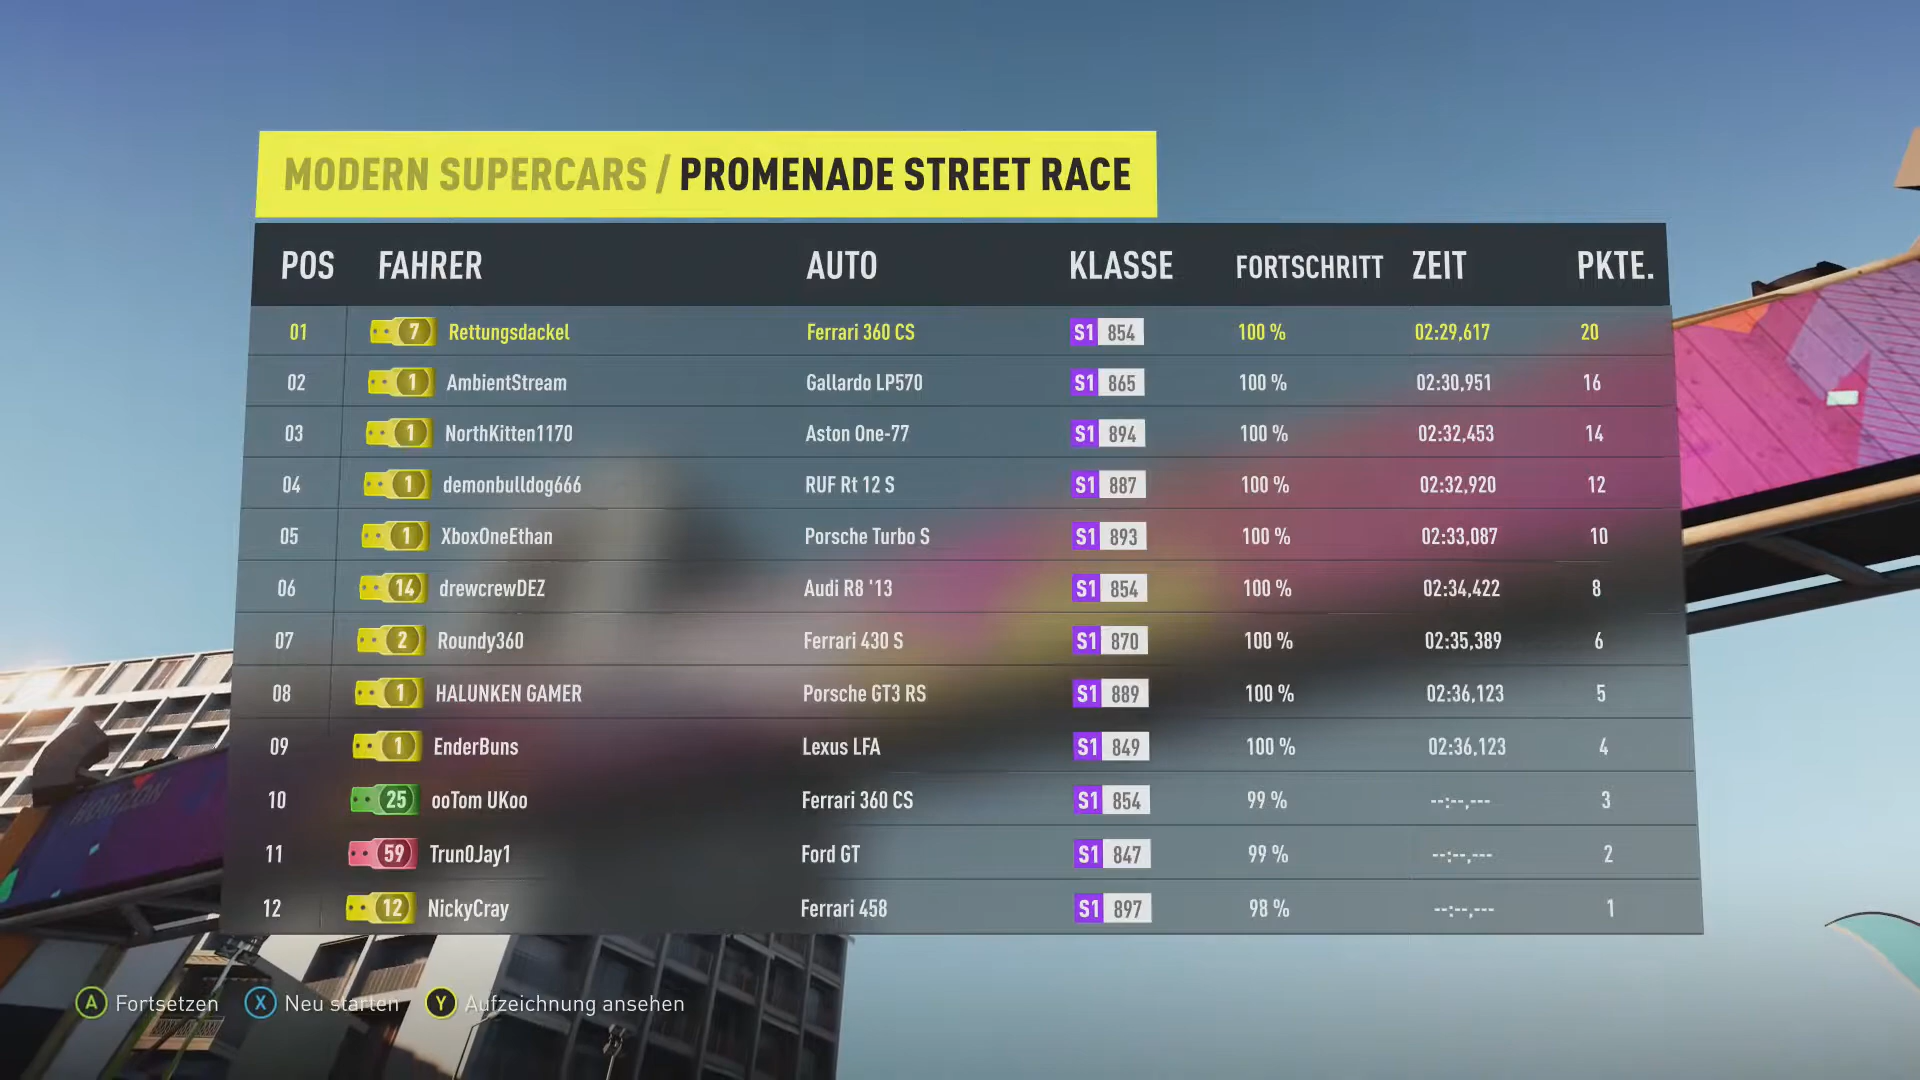 MODERN SUPERCARS / PROMENADE STREET RACE
POS FAHRER AUTO KLASSE FORTSCHRITT ZEIT PKTE.
01 7 Rettungsdackel Ferrari 360 CS S1 854 100 % 02:29,617 20
02 1 AmbientStream Gallardo LP570 S1 865 100 % 02:30,951 16
03 1 NorthKitten1170 Aston One-77 S1 894 100 % 02:32,453 14
04 1 demonbulldog666 RUF Rt 12 S S1 887 100 % 02:32,920 12
05 1 XboxOneEthan Porsche Turbo S S1 893 100 % 02:33,087 10
06 14 drewcrewDEZ Audi R8 '13 S1 854 100 % 02:34,422 8
07 2 Roundy360 Ferrari 430 S S1 870 100 % 02:35,389 6
08 1 HALUNKEN GAMER Porsche GT3 RS S1 889 100 % 02:36,123 5
09 1 EnderBuns Lexus LFA S1 849 100 % 02:36,123 4
10 25 ooTom UKoo Ferrari 360 CS S1 854 99 % --:--,--- 3
11 59 Trun0Jay1 Ford GT S1 847 99 % --:--,--- 2
12 12 NickyCray Ferrari 458 S1 897 98 % --:--,--- 1
HORIZON
A Fortsetzen X Neu starten Y Aufzeichnung ansehen